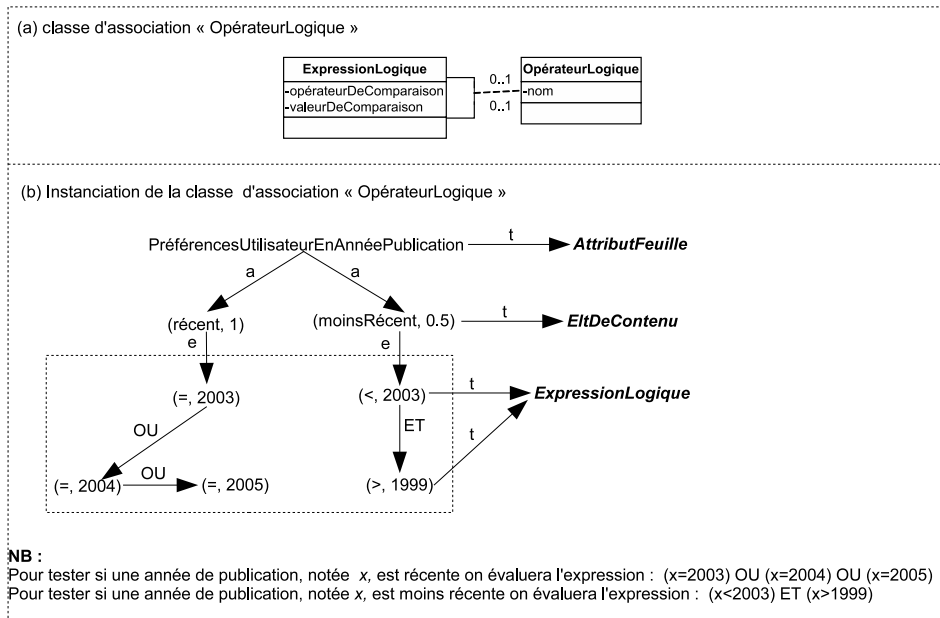 (a) classe d'association « OpérateurLogique »
ExpressionLogique
-opérateurDeComparaison
-valeurDeComparaison
0..1
0..1
OpérateurLogique
-nom
(b) Instanciation de la classe d'association « OpérateurLogique »
PréférencesUtilisateurEnAnnéePublication
t
AttributFeuille
a
a
(récent, 1)
(moinsRécent, 0.5)
t
EltDeContenu
e
e
(=, 2003)
(<, 2003)
t
ExpressionLogique
OU
ET
t
(=, 2004)
OU
(=, 2005)
(>, 1999)
NB :
Pour tester si une année de publication, notée x, est récente on évaluera l'expression : (x=2003) OU (x=2004) OU (x=2005)
Pour tester si une année de publication, notée x, est moins récente on évaluera l'expression : (x<2003) ET (x>1999)